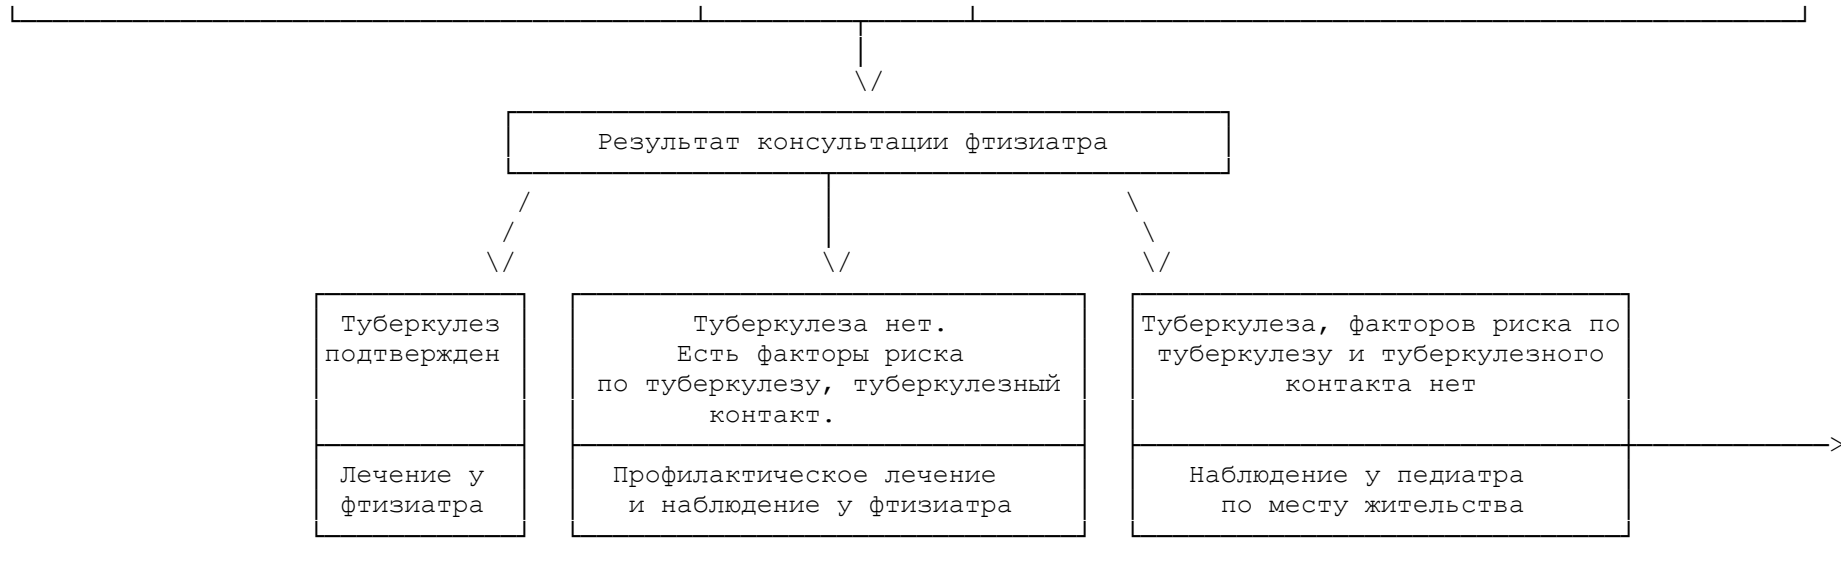 Результат консультации фтизиатра
Туберкулез
подтвержден
Лечение у
фтизиатра
Туберкулеза нет.
Есть факторы риска
по туберкулезу, туберкулезный
контакт.
Профилактическое лечение
и наблюдение у фтизиатра
Туберкулеза, факторов риска по
туберкулезу и туберкулезного
контакта нет
Наблюдение у педиатра
по месту жительства